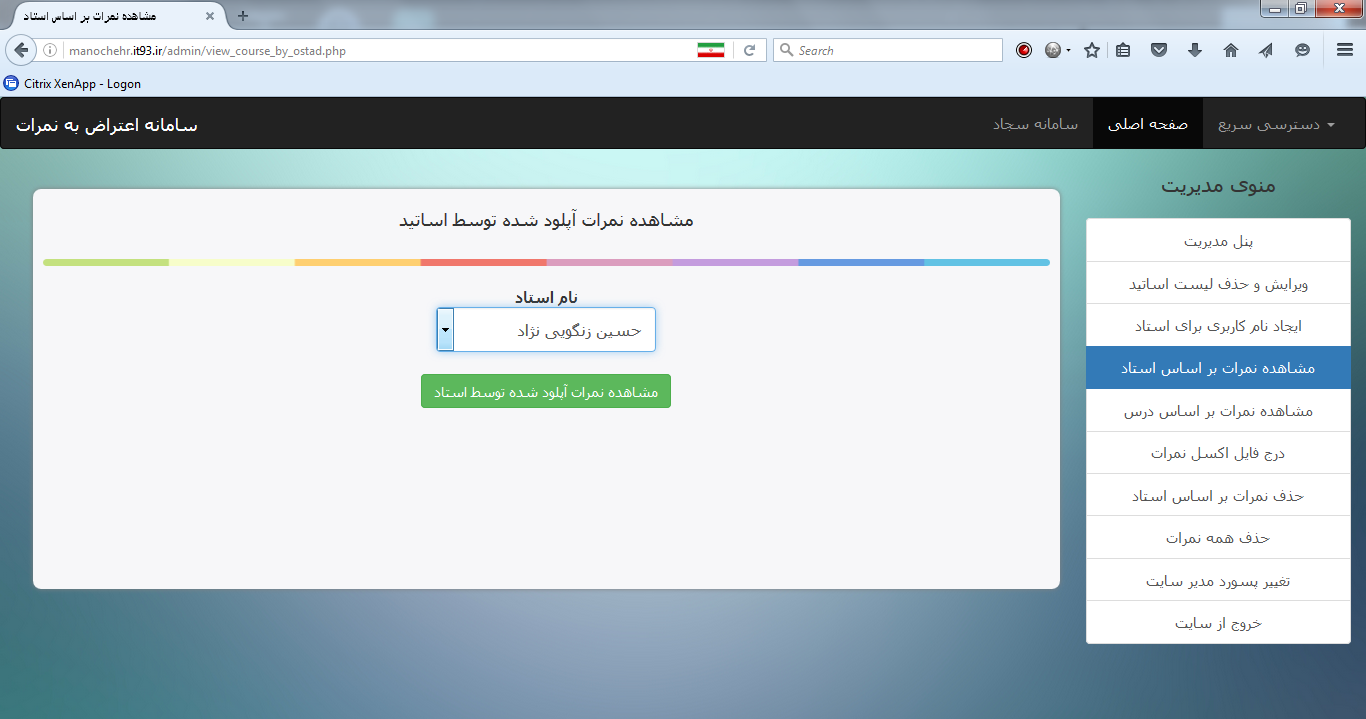 مشاهده نمرات بر اساس استاد
manochehr.it93.ir/admin/view_course_by_ostad.php
Search
Citrix XenApp - Logon
سامانه اعتراض به نمرات
دسترسی سریع
صفحه اصلی
سامانه سجاد
منوی مدیریت
پنل مدیریت
ویرایش و حذف لیست اساتید
ایجاد نام کاربری برای استاد
مشاهده نمرات بر اساس استاد
مشاهده نمرات بر اساس درس
درج فایل اکسل نمرات
حذف نمرات بر اساس استاد
حذف همه نمرات
تغییر پسورد مدیر سایت
خروج از سایت
مشاهده نمرات آپلود شده توسط اساتید
نام استاد
حسین زنگویی نژاد
مشاهده نمرات آپلود شده توسط استاد